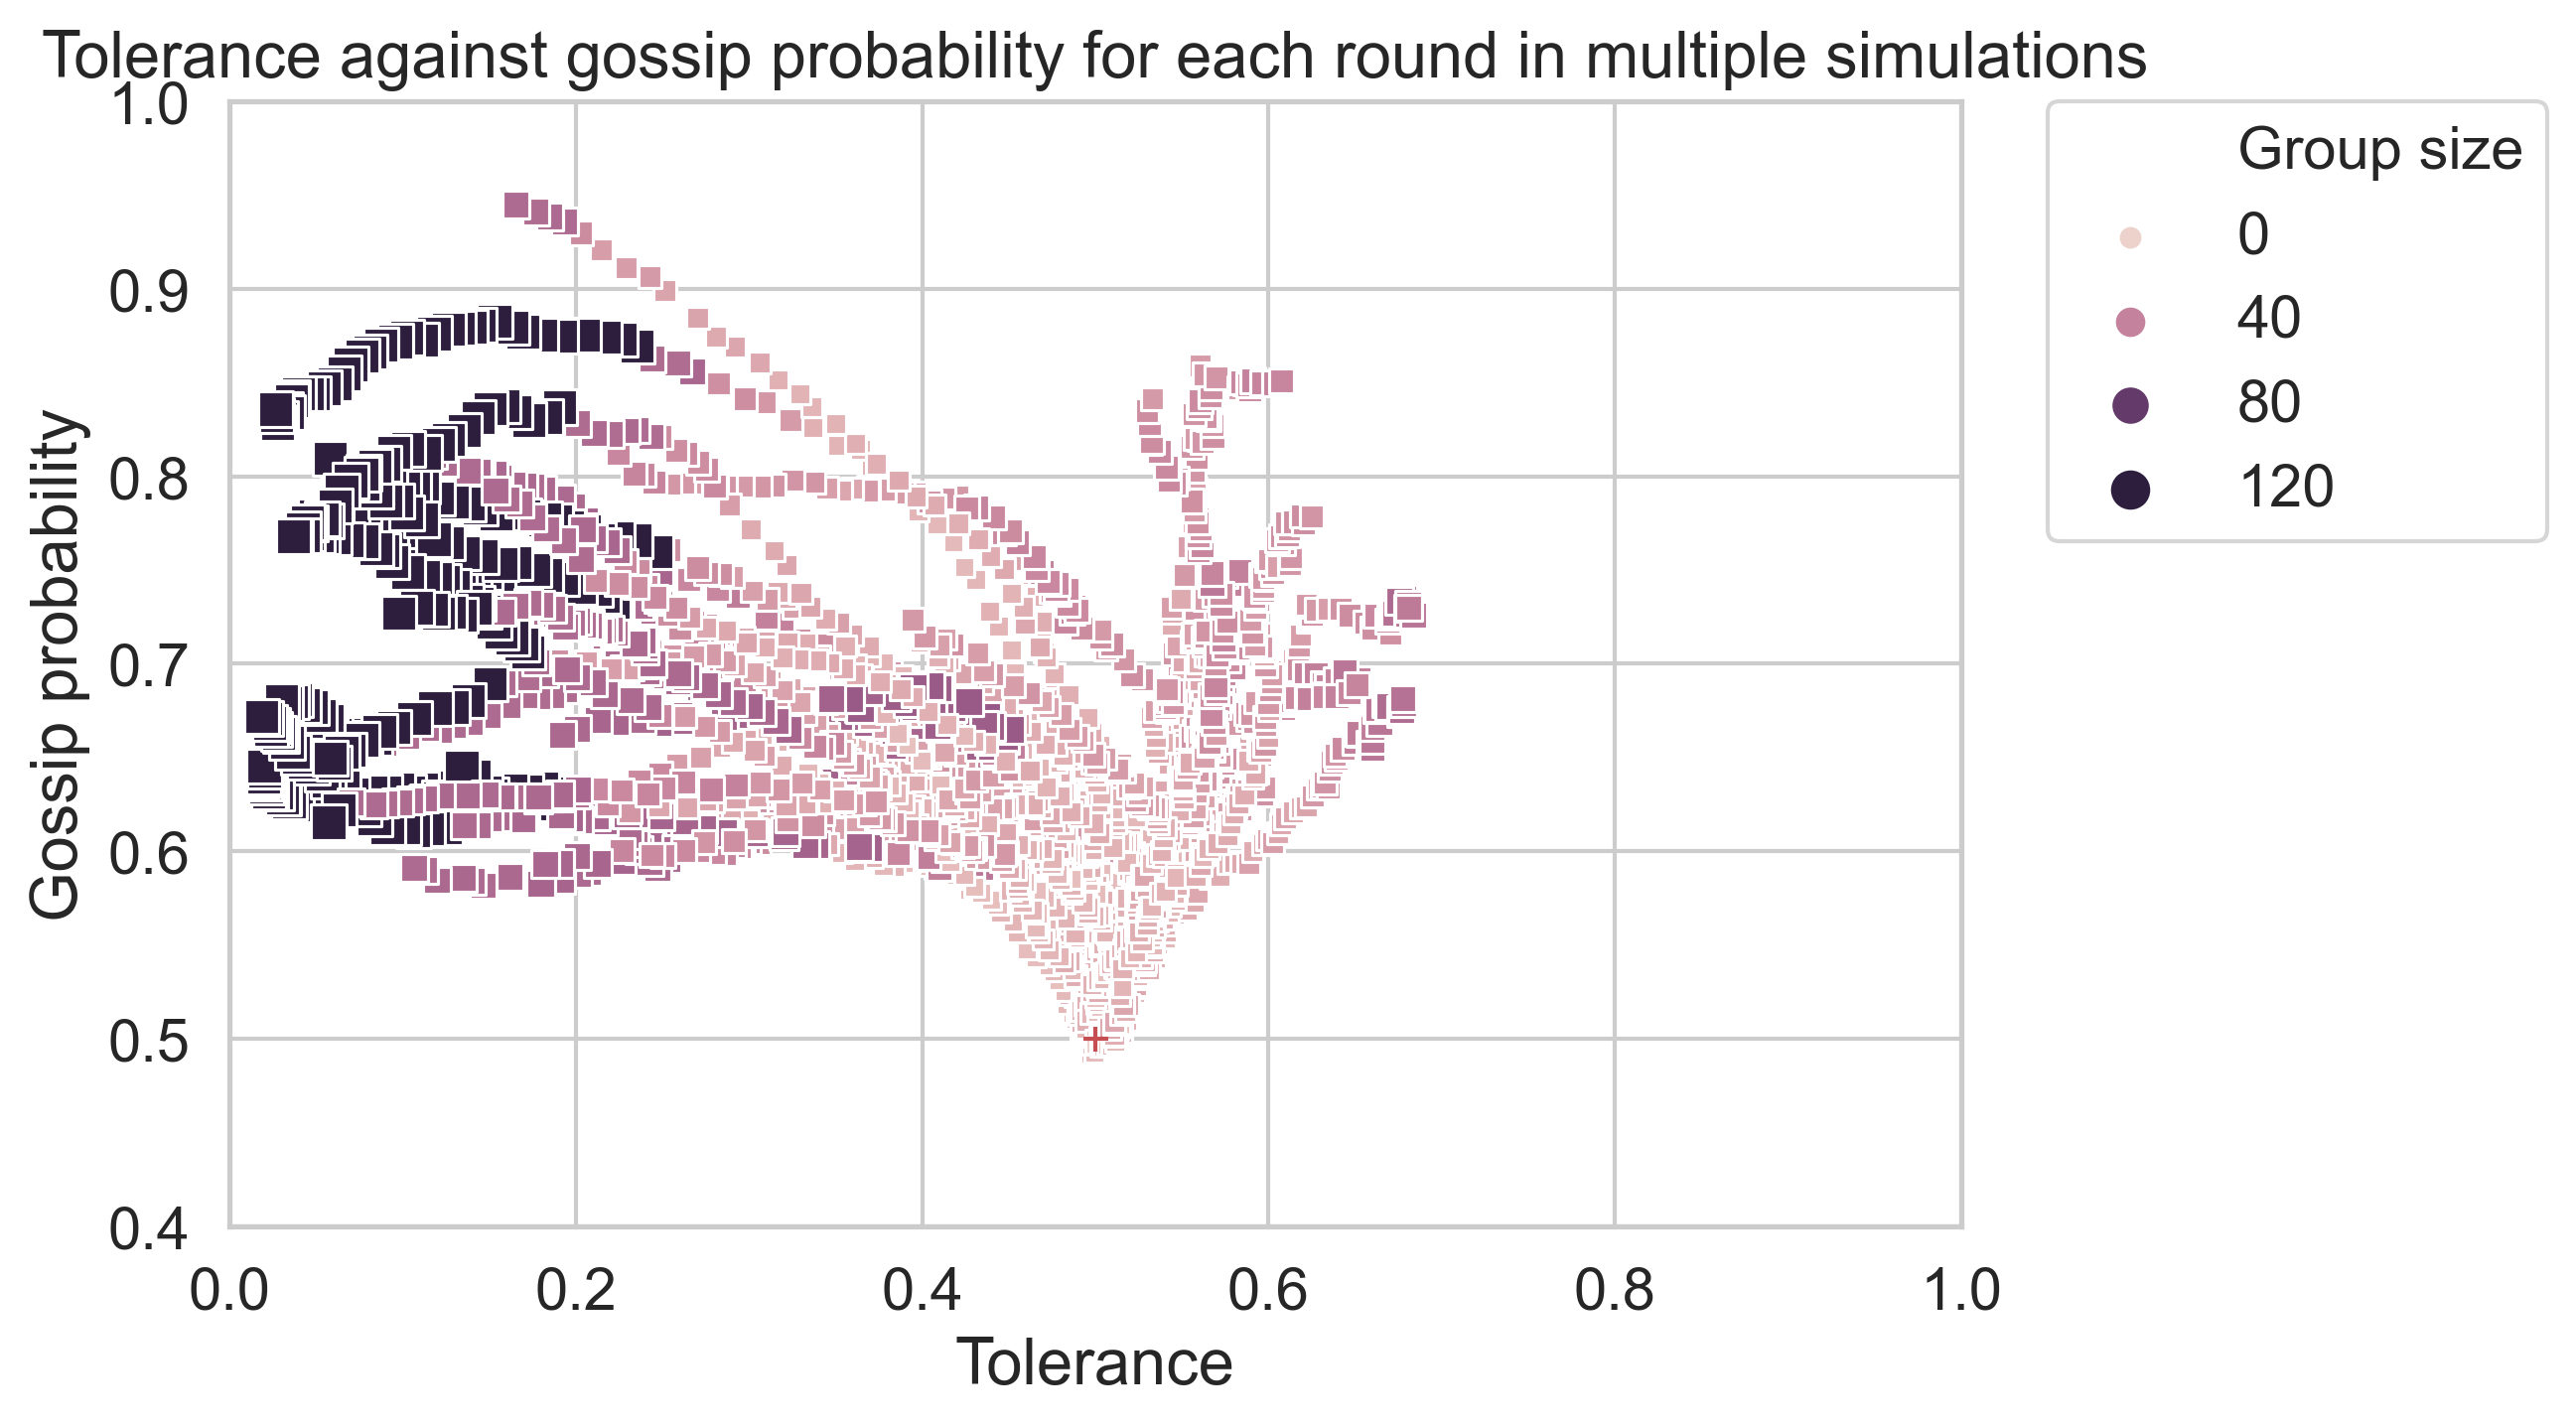 Tolerance against gossip probability for each round in multiple simulations
1.0
0.9
0.8
0.7
0.6
0.5
0.4
Gossip probability
0.0 0.2 0.4 0.6 0.8 1.0
Tolerance
Group size
0
40
80
120